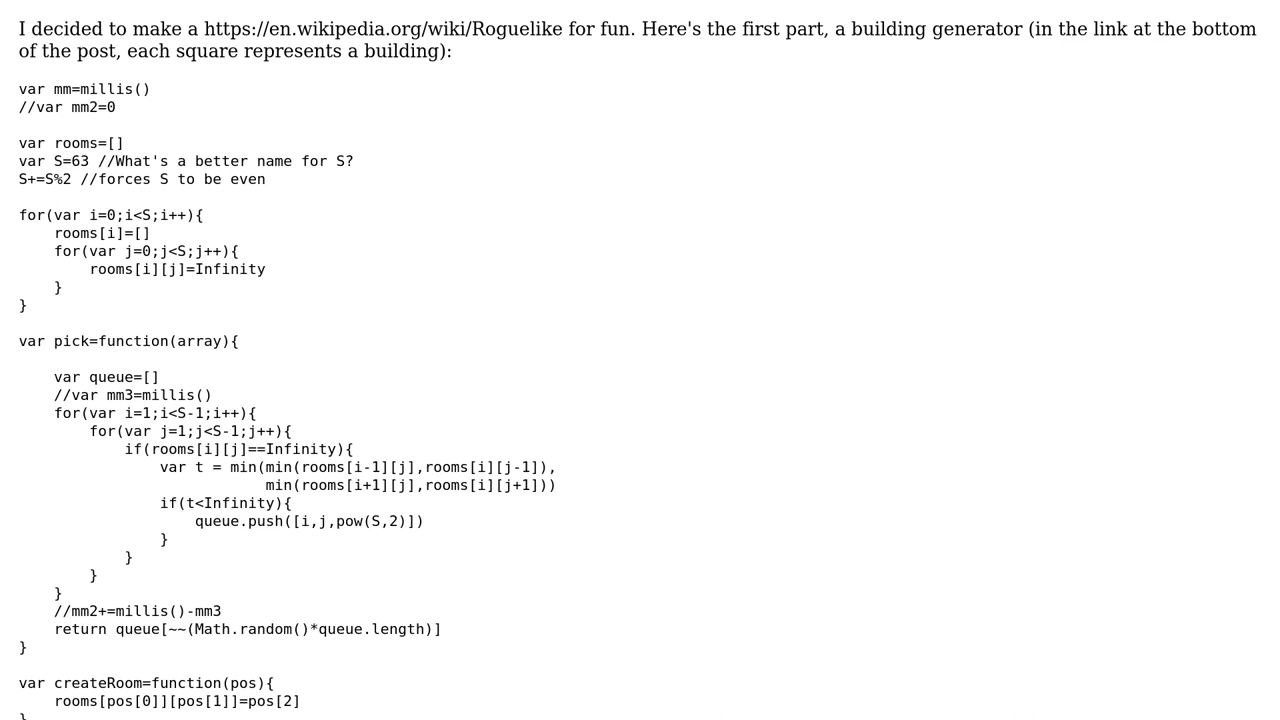 I decided to make a https://en.wikipedia.org/wiki/Roguelike for fun. Here's the first part, a building generator (in the link at the bottom
of the post, each square represents a building):
var mm=millis()
//var mm2=0
var rooms=[]
var S=63 //What's a better name for S?
S+=S%2 //forces S to be even
for(var i=0;i<S;i++){
    rooms[i]=[]
    for(var j=0;j<S;j++){
        rooms[i][j]=Infinity
    }
}
var pick=function(array){
    var queue=[]
    //var mm3=millis()
    for(var i=1;i<S-1;i++){
        for(var j=1;j<S-1;j++){
            if(rooms[i][j]==Infinity){
                var t = min(min(rooms[i-1][j],rooms[i][j-1]),
                            min(rooms[i+1][j],rooms[i][j+1]))
                if(t<Infinity){
                    queue.push([i,j,pow(S,2)])
                }
            }
        }
    }
    //mm2+=millis()-mm3
    return queue[~~(Math.random()*queue.length)]
}
var createRoom=function(pos){
    rooms[pos[0]][pos[1]]=pos[2]
}